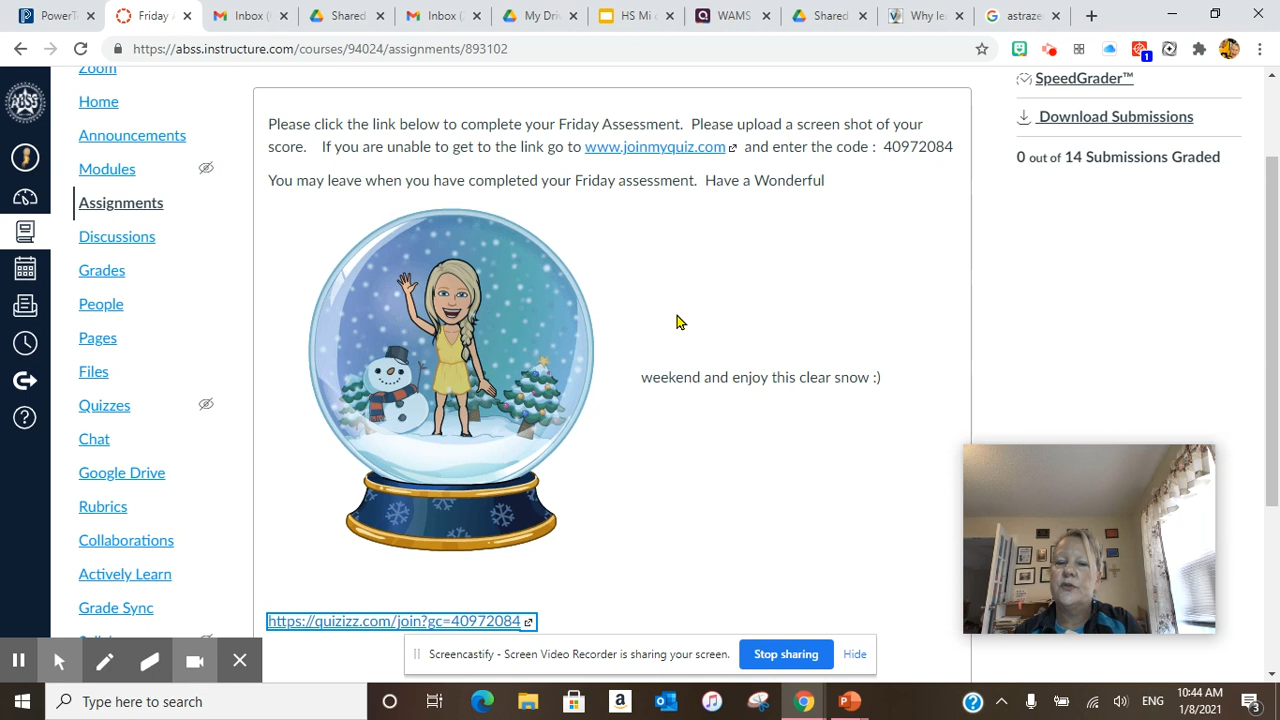 PowerT
Friday A
Inbox (
Shared
Inbox (
My Dri
HS Mi c
WAMS
Shared
Why le
astraze
https://abss.instructure.com/courses/94024/assignments/893102
1
ABSS
Zoom
Home
Announcements
Modules
Assignments
Discussions
Grades
People
Pages
Files
Quizzes
Chat
Google Drive
Rubrics
Collaborations
Actively Learn
Grade Sync
Please click the link below to complete your Friday Assessment. Please upload a screen shot of your
score. If you are unable to get to the link go to www.joinmyquiz.com and enter the code : 40972084
You may leave when you have completed your Friday assessment. Have a Wonderful
weekend and enjoy this clear snow :)
https://quizizz.com/join?gc=40972084
SpeedGrader™
Download Submissions
0 out of 14 Submissions Graded
Screencastify - Screen Video Recorder is sharing your screen.
Stop sharing
Hide
Type here to search
ENG
10:44 AM
1/8/2021
3